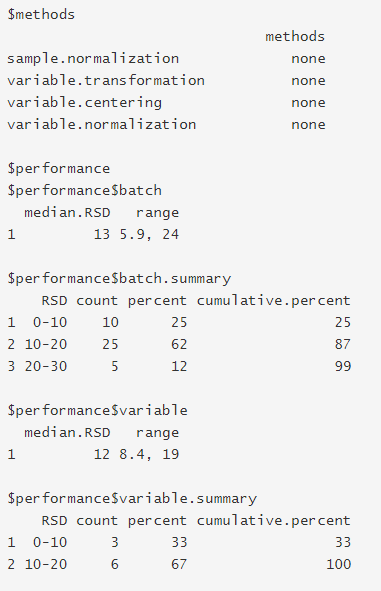 $methods
methods
sample.normalization none
variable.transformation none
variable.centering none
variable.normalization none
$performance
$performance$batch
median.RSD range
1 13 5.9, 24
$performance$batch.summary
RSD count percent cumulative.percent
1 0-10 10 25 25
2 10-20 25 62 87
3 20-30 5 12 99
$performance$variable
median.RSD range
1 12 8.4, 19
$performance$variable.summary
RSD count percent cumulative.percent
1 0-10 3 33 33
2 10-20 6 67 100